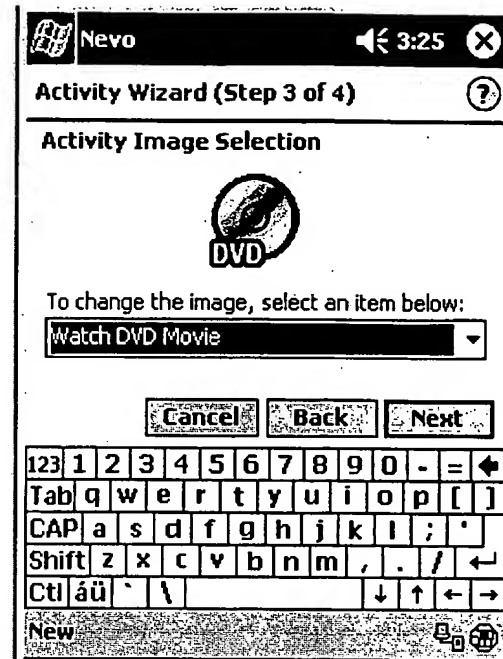 Nevo 3:25
Activity Wizard (Step 3 of 4) ?
Activity Image Selection
DVD
To change the image, select an item below:
Watch DVD Movie
Cancel Back Next
123 1 2 3 4 5 6 7 8 9 0 - =
Tab q w e r t y u i o p [ ]
CAP a s d f g h j k l ; '
Shift z x c v b n m , . /
Ctl áü ` \
New